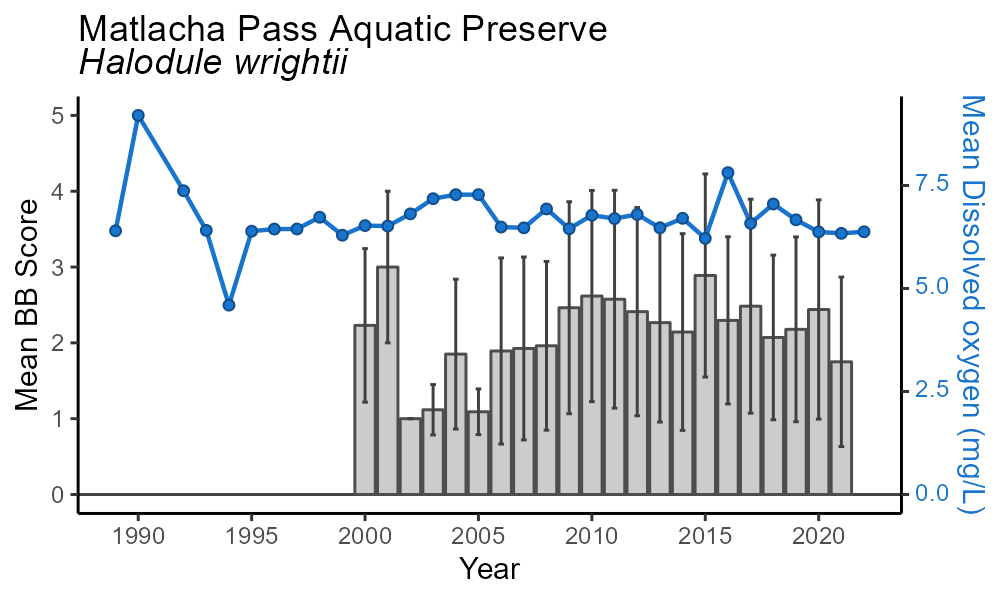 Matlacha Pass Aquatic Preserve
Halodule wrightii
Mean BB Score
5
4
3
2
1
0
7.5
5.0
2.5
0.0
Mean Dissolved oxygen (mg/L)
1990 1995 2000 2005 2010 2015 2020
Year